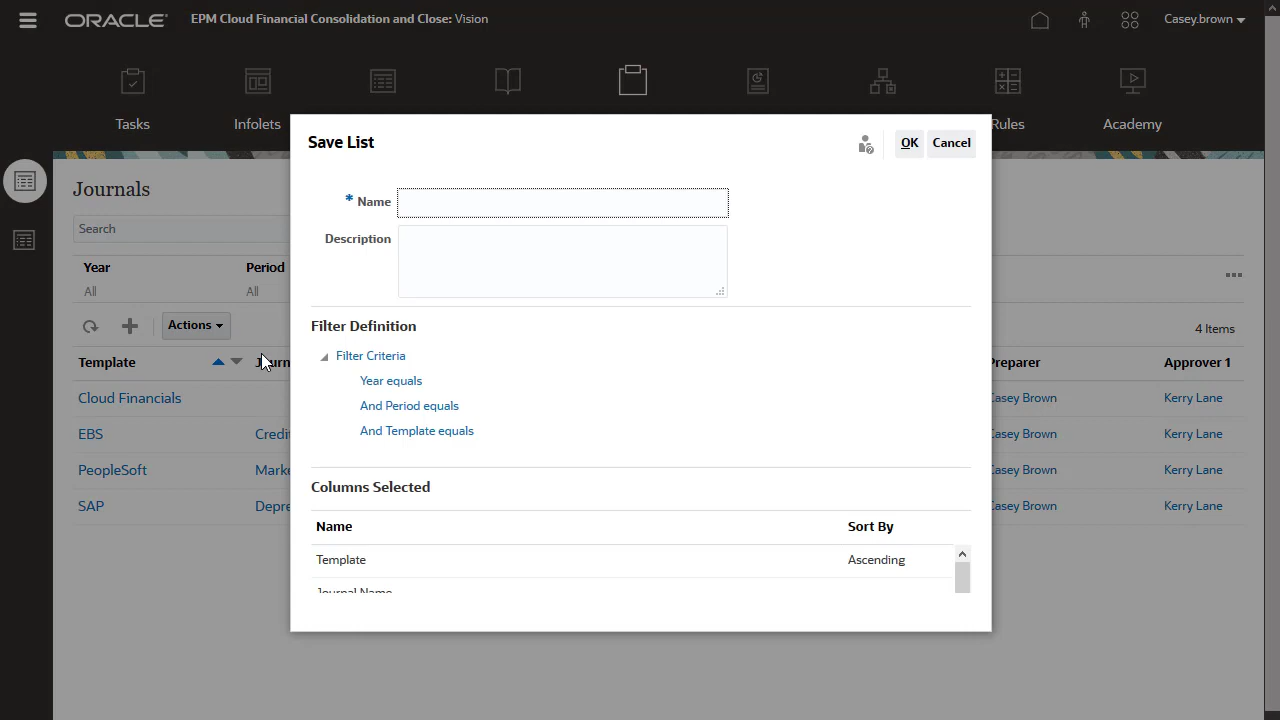 ORACLE EPM Cloud Financial Consolidation and Close: Vision Casey.brown
Tasks Infolets Rules Academy
Save List OK Cancel
* Name
Description
Filter Definition
Filter Criteria
Year equals
And Period equals
And Template equals
Columns Selected
Name Sort By
Template Ascending
Journal Name
Journals
Search
Year Period
All All
Actions 4 Items
Template Preparer Approver 1
Cloud Financials Casey Brown Kerry Lane
EBS Casey Brown Kerry Lane
PeopleSoft Casey Brown Kerry Lane
SAP Casey Brown Kerry Lane